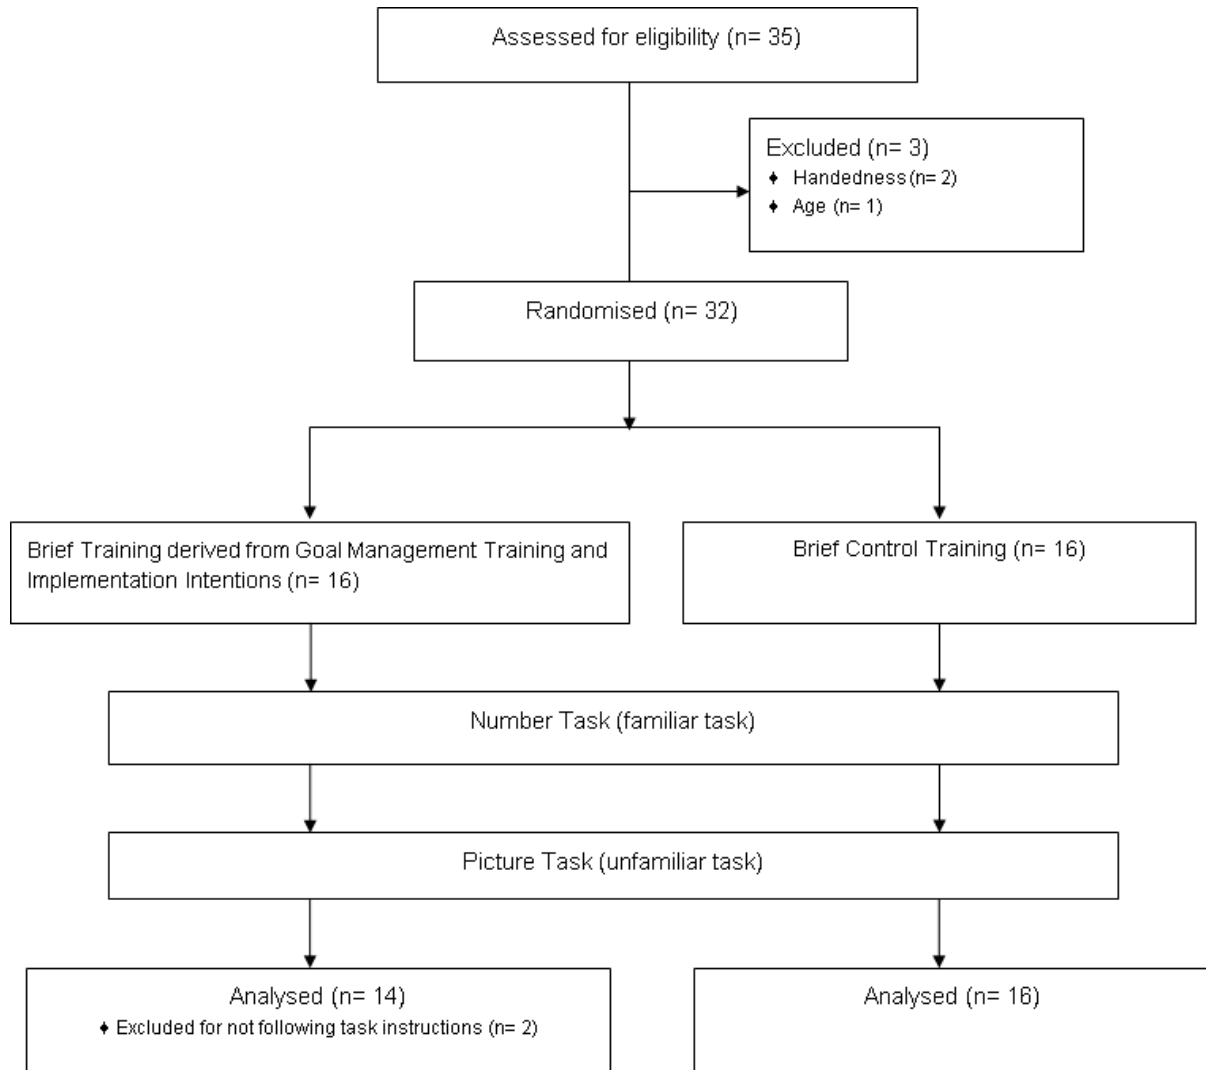 Assessed for eligibility (n= 35)
Excluded (n= 3)
♦ Handedness (n= 2)
♦ Age (n= 1)
Randomised (n= 32)
Brief Training derived from Goal Management Training and
Implementation Intentions (n= 16)
Brief Control Training (n= 16)
Number Task (familiar task)
Picture Task (unfamiliar task)
Analysed (n= 14)
♦ Excluded for not following task instructions (n= 2)
Analysed (n= 16)